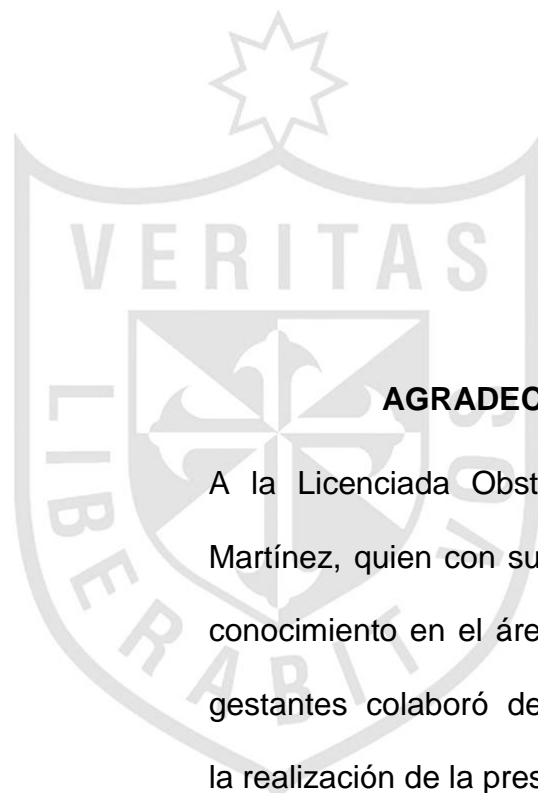 VERITAS
LIBERABIT VOS
AGRADEC
A la Licenciada Obst
Martínez, quien con su
conocimiento en el áre
gestantes colaboró de
la realización de la pres